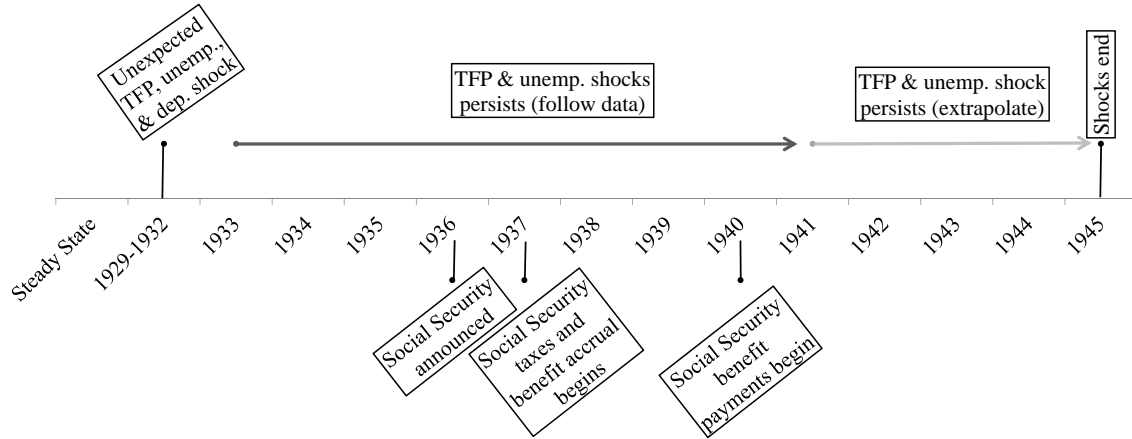 Unexpected
TFP, unemp.,
& dep. shock
TFP & unemp. shocks
persists (follow data)
TFP & unemp. shock
persists (extrapolate)
Shocks end
Steady State
1929-1932
1933
1934
1935
1936
1937
1938
1939
1940
1941
1942
1943
1944
1945
Social Security
announced
Social Security
taxes and
benefit accrual
begins
Social Security
benefit
payments begin